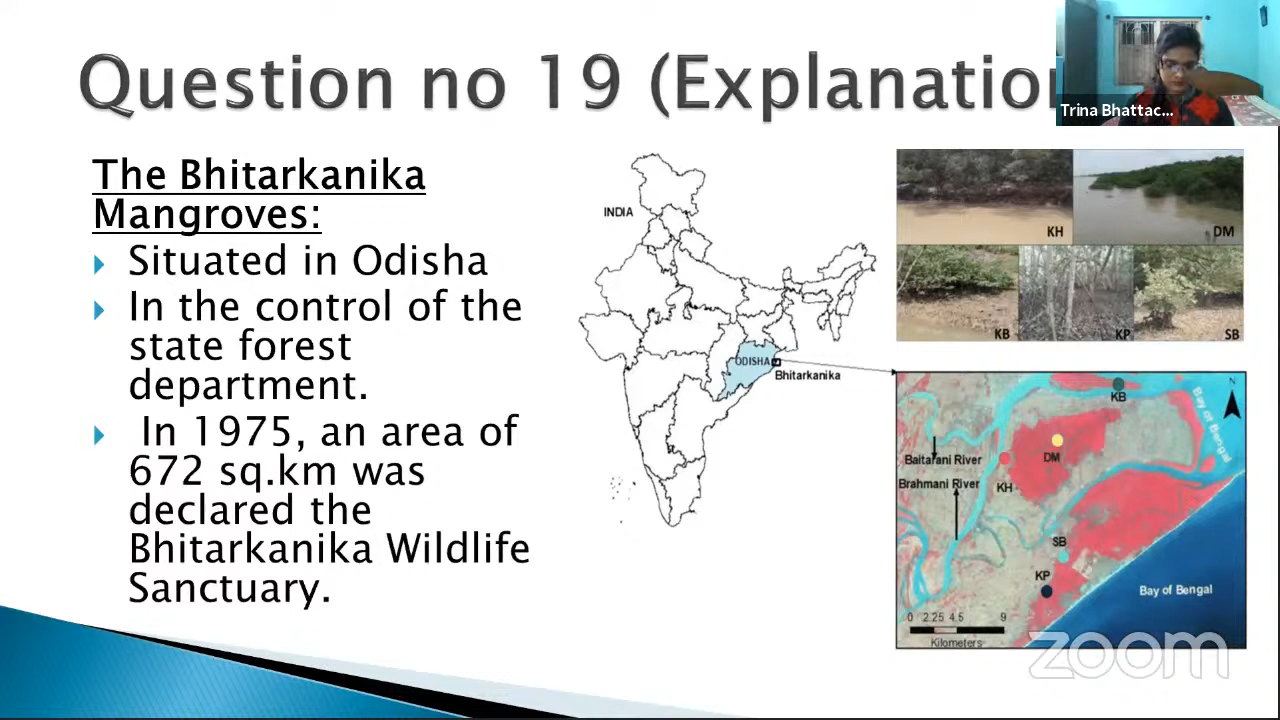 Question no 19 (Explanation
Trina Bhattac...
The Bhitarkanika
Mangroves:
Situated in Odisha
In the control of the
state forest
department.
In 1975, an area of
672 sq.km was
declared the
Bhitarkanika Wildlife
Sanctuary.
INDIA
ODISHA
Bhitarkanika
KH
DM
KB
KP
SB
KB
N
Bay of Bengal
DM
Baitarani River
KH
Brahmani River
SB
KP
Bay of Bengal
0 2.25 4.5 9
Kilometers
zoom